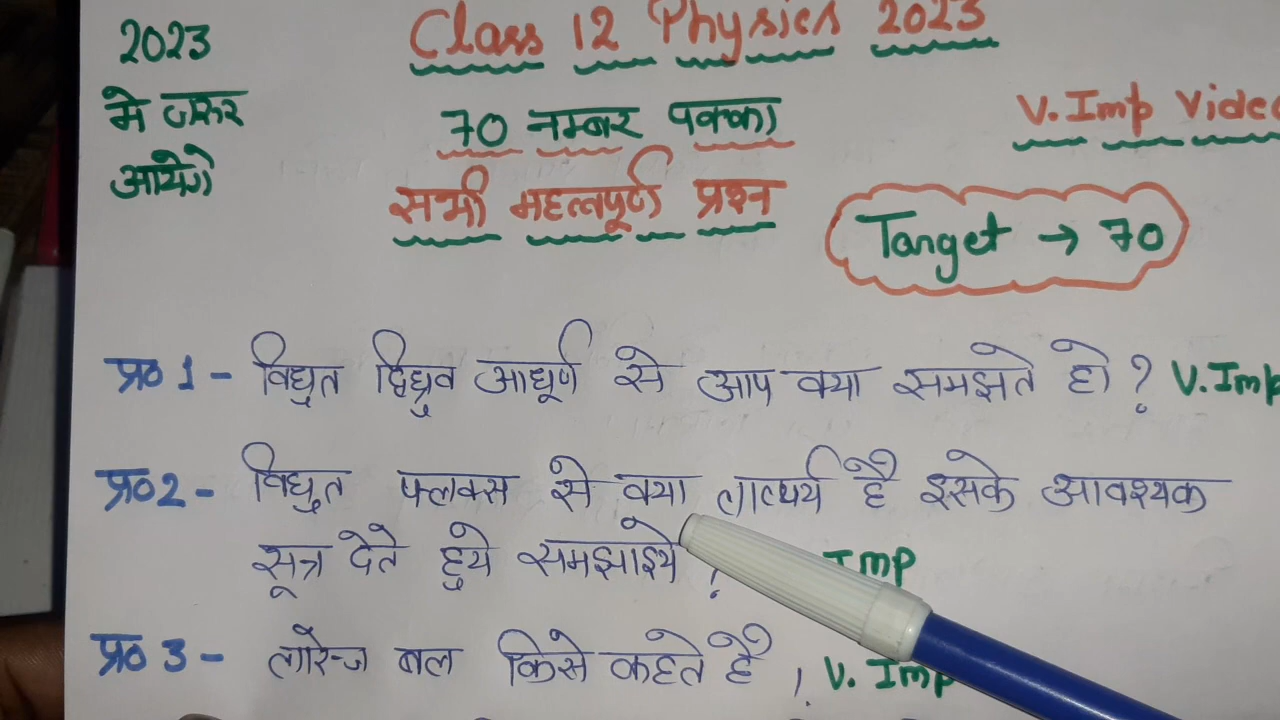 2023
मे जरुर
आयेगे
Class 12 Physics 2023
70 नम्बर पक्का
सभी महत्वपूर्ण प्रश्न
V. Imp Video
Target → 70
प्र० 1 - विधुत द्विध्रुव आघूर्ण से आप क्या समझते हो ? V. Imp
प्र० 2 - विधुत फ्लक्स से क्या तात्पर्य है इसके आवश्यक
सूत्र देते हुये समझाइये ? Imp
प्र० 3 - लारेन्ज बल किसे कहते है , V. Imp